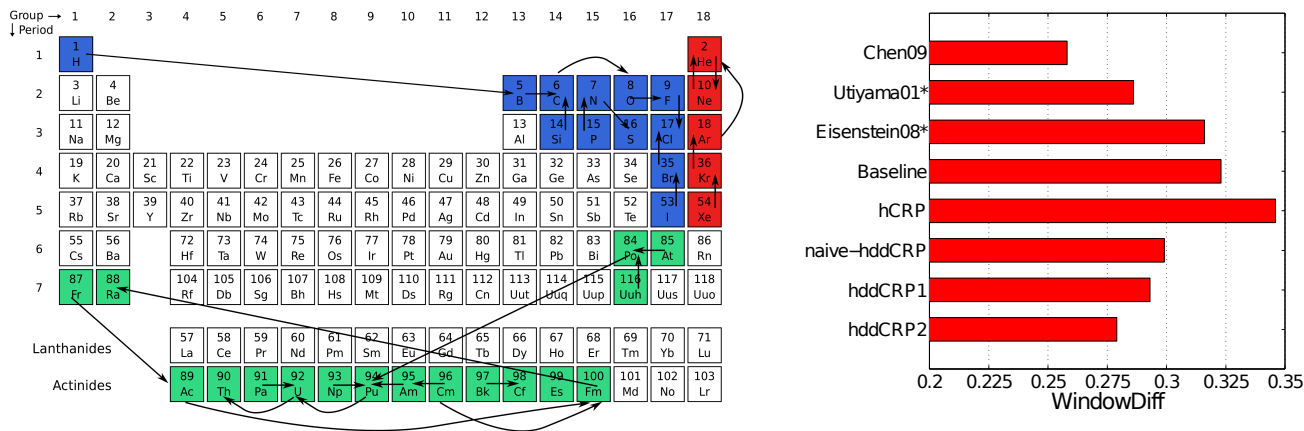 Group → 1 2 3 4 5 6 7 8 9 10 11 12 13 14 15 16 17 18
↓ Period
1 1 2
H He
2 3 4 5 6 7 8 9 10
Li Be B C N O F Ne
3 11 12 13 14 15 16 17 18
Na Mg Al Si P S Cl Ar
4 19 20 21 22 23 24 25 26 27 28 29 30 31 32 33 34 35 36
K Ca Sc Ti V Cr Mn Fe Co Ni Cu Zn Ga Ge As Se Br Kr
5 37 38 39 40 41 42 43 44 45 46 47 48 49 50 51 52 53 54
Rb Sr Y Zr Nb Mo Tc Ru Rh Pd Ag Cd In Sn Sb Te I Xe
6 55 56 72 73 74 75 76 77 78 79 80 81 82 83 84 85 86
Cs Ba Hf Ta W Re Os Ir Pt Au Hg Tl Pb Bi Po At Rn
7 87 88 104 105 106 107 108 109 110 111 112 113 114 115 116 117 118
Fr Ra Rf Db Sg Bh Hs Mt Ds Rg Cn Uut Uuq Uup Uuh Uus Uuo
Lanthanides 57 58 59 60 61 62 63 64 65 66 67 68 69 70 71
La Ce Pr Nd Pm Sm Eu Gd Tb Dy Ho Er Tm Yb Lu
Actinides 89 90 91 92 93 94 95 96 97 98 99 100 101 102 103
Ac Th Pa U Np Pu Am Cm Bk Cf Es Fm Md No Lr
Chen09
Utiyama01*
Eisenstein08*
Baseline
hCRP
naive−hddCRP
hddCRP1
hddCRP2
0.2 0.225 0.25 0.275 0.3 0.325 0.35
WindowDiff